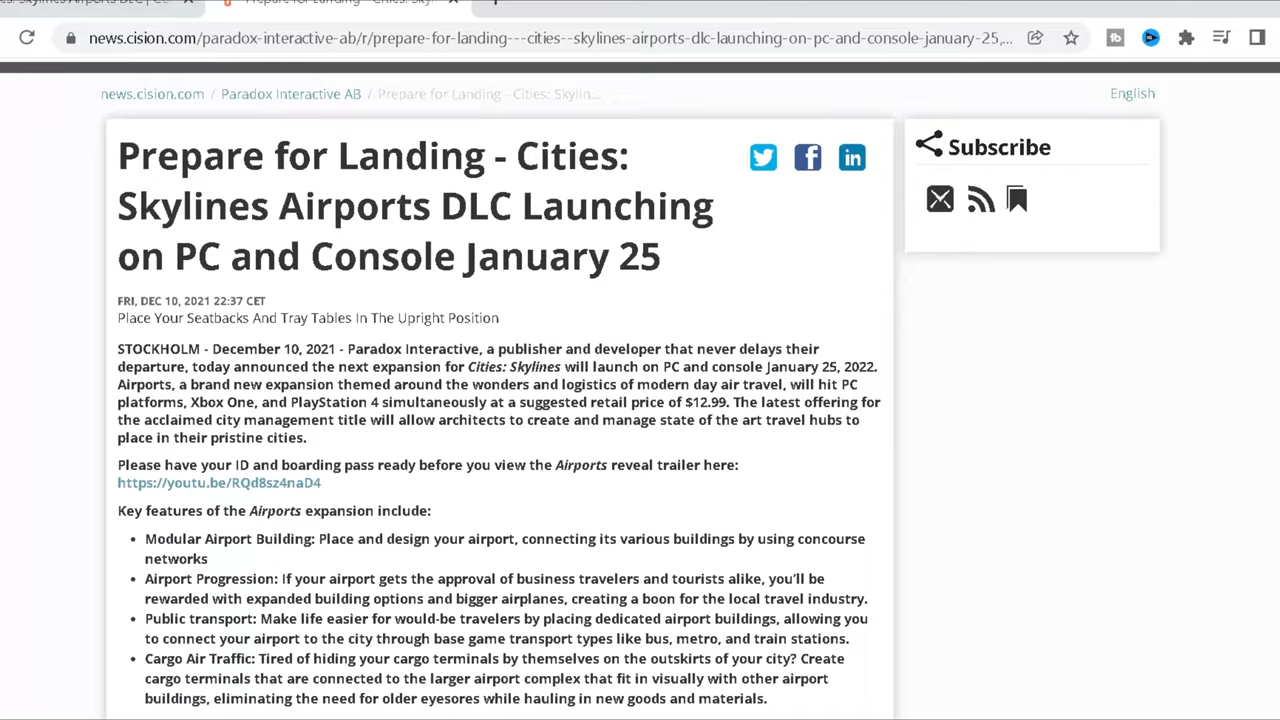 Prepare for Landing - Cities: Sky
news.cision.com/paradox-interactive-ab/r/prepare-for-landing---cities--skylines-airports-dlc-launching-on-pc-and-console-january-25,...
news.cision.com / Paradox Interactive AB / Prepare for Landing - Cities: Skylin...
English
Prepare for Landing - Cities:
Skylines Airports DLC Launching
on PC and Console January 25
Subscribe
FRI, DEC 10, 2021 22:37 CET
Place Your Seatbacks And Tray Tables In The Upright Position
STOCKHOLM - December 10, 2021 - Paradox Interactive, a publisher and developer that never delays their
departure, today announced the next expansion for Cities: Skylines will launch on PC and console January 25, 2022.
Airports, a brand new expansion themed around the wonders and logistics of modern day air travel, will hit PC
platforms, Xbox One, and PlayStation 4 simultaneously at a suggested retail price of $12.99. The latest offering for
the acclaimed city management title will allow architects to create and manage state of the art travel hubs to
place in their pristine cities.
Please have your ID and boarding pass ready before you view the Airports reveal trailer here:
https://youtu.be/RQd8sz4naD4
Key features of the Airports expansion include:
• Modular Airport Building: Place and design your airport, connecting its various buildings by using concourse
networks
• Airport Progression: If your airport gets the approval of business travelers and tourists alike, you'll be
rewarded with expanded building options and bigger airplanes, creating a boon for the local travel industry.
• Public transport: Make life easier for would-be travelers by placing dedicated airport buildings, allowing you
to connect your airport to the city through base game transport types like bus, metro, and train stations.
• Cargo Air Traffic: Tired of hiding your cargo terminals by themselves on the outskirts of your city? Create
cargo terminals that are connected to the larger airport complex that fit in visually with other airport
buildings, eliminating the need for older eyesores while hauling in new goods and materials.